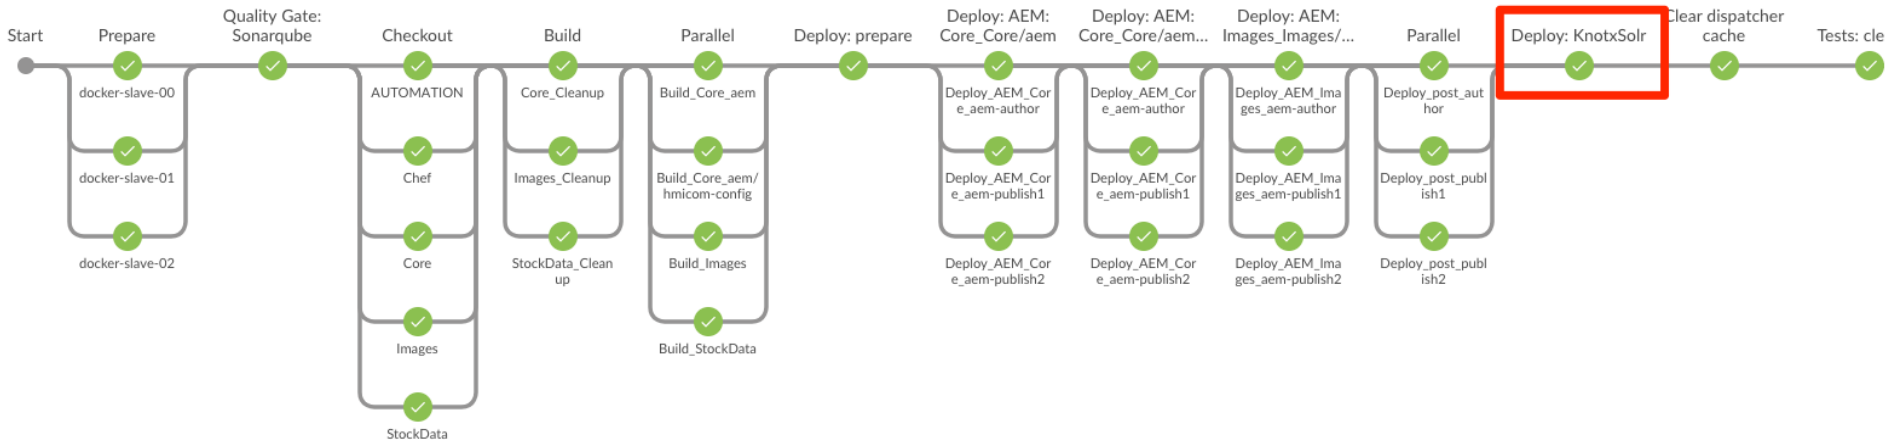 Start
Prepare
docker-slave-00
docker-slave-01
docker-slave-02
Quality Gate:
Sonarqube
Checkout
AUTOMATION
Chef
Core
Images
StockData
Build
Core_Cleanup
Images_Cleanup
StockData_Clean
up
Parallel
Build_Core_aem
Build_Core_aem/
hmicom-config
Build_Images
Build_StockData
Deploy: prepare
Deploy: AEM:
Core_Core/aem
Deploy_AEM_Cor
e_aem-author
Deploy_AEM_Cor
e_aem-publish1
Deploy_AEM_Cor
e_aem-publish2
Deploy: AEM:
Core_Core/aem...
Deploy_AEM_Cor
e_aem-author
Deploy_AEM_Cor
e_aem-publish1
Deploy_AEM_Cor
e_aem-publish2
Deploy: AEM:
Images_Images/...
Deploy_AEM_Ima
ges_aem-author
Deploy_AEM_Ima
ges_aem-publish1
Deploy_AEM_Ima
ges_aem-publish2
Parallel
Deploy_post_aut
hor
Deploy_post_publ
ish1
Deploy_post_publ
ish2
Deploy: KnotxSolr
Clear dispatcher
cache
Tests: cle